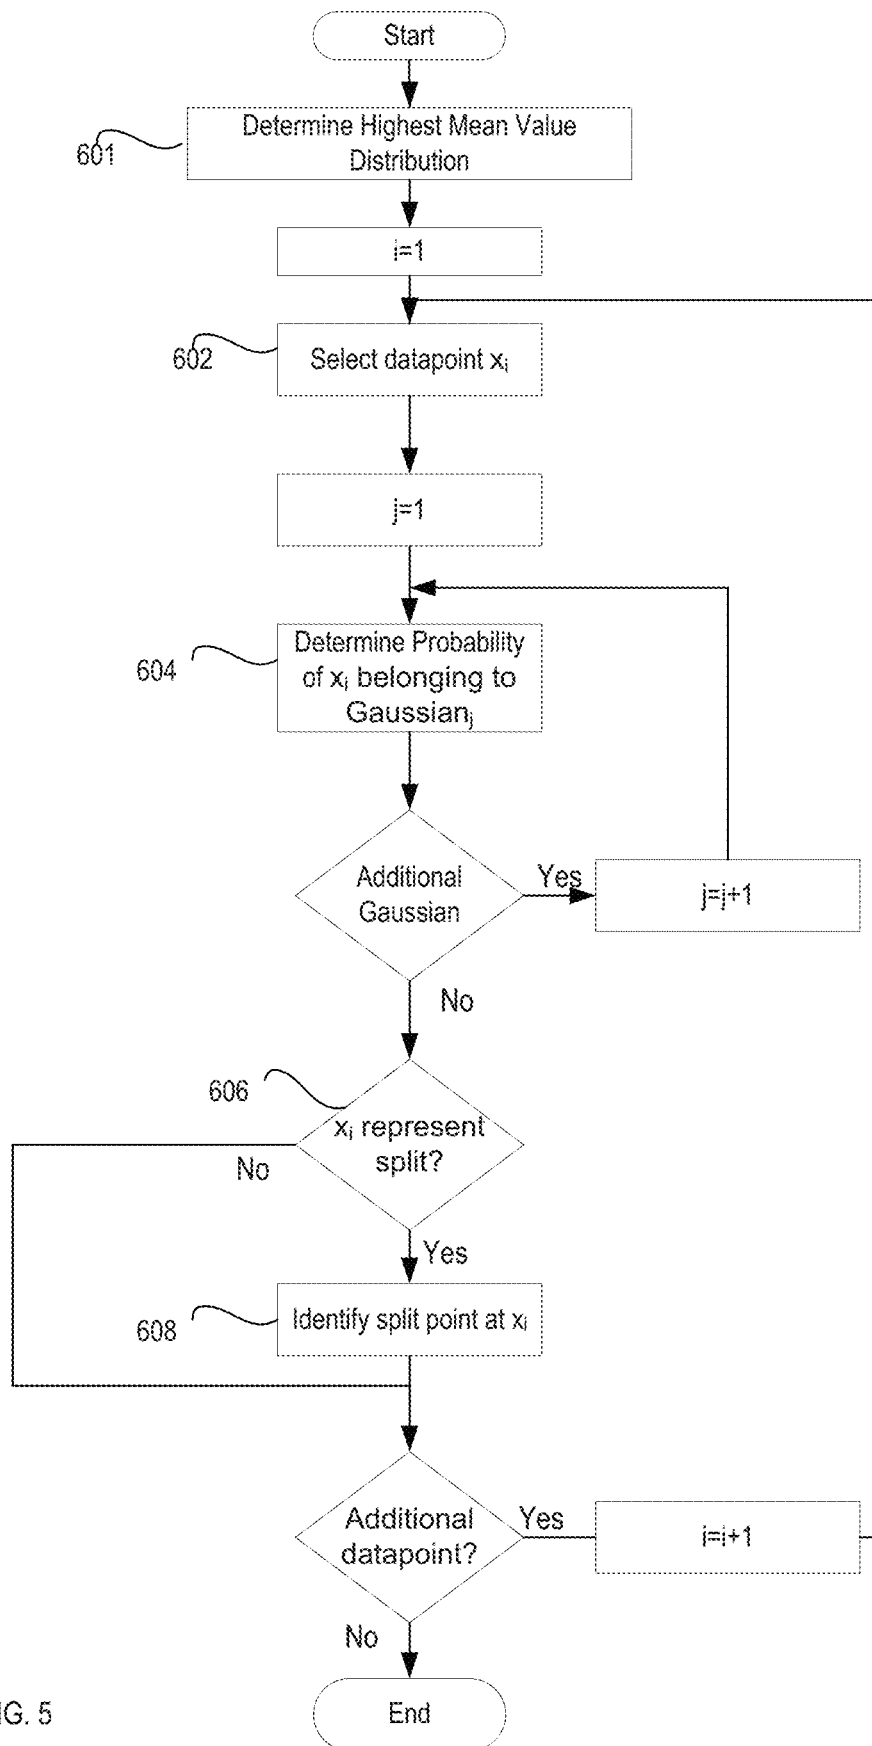 Start
601
Determine Highest Mean Value
Distribution
i=1
602
Select datapoint xᵢ
j=1
604
Determine Probability
of xᵢ belonging to
Gaussianⱼ
Additional
Gaussian
Yes
j=j+1
No
606
xᵢ represent
split?
No
Yes
608
Identify split point at xᵢ
Additional
datapoint?
Yes
i=i+1
No
End
IG. 5